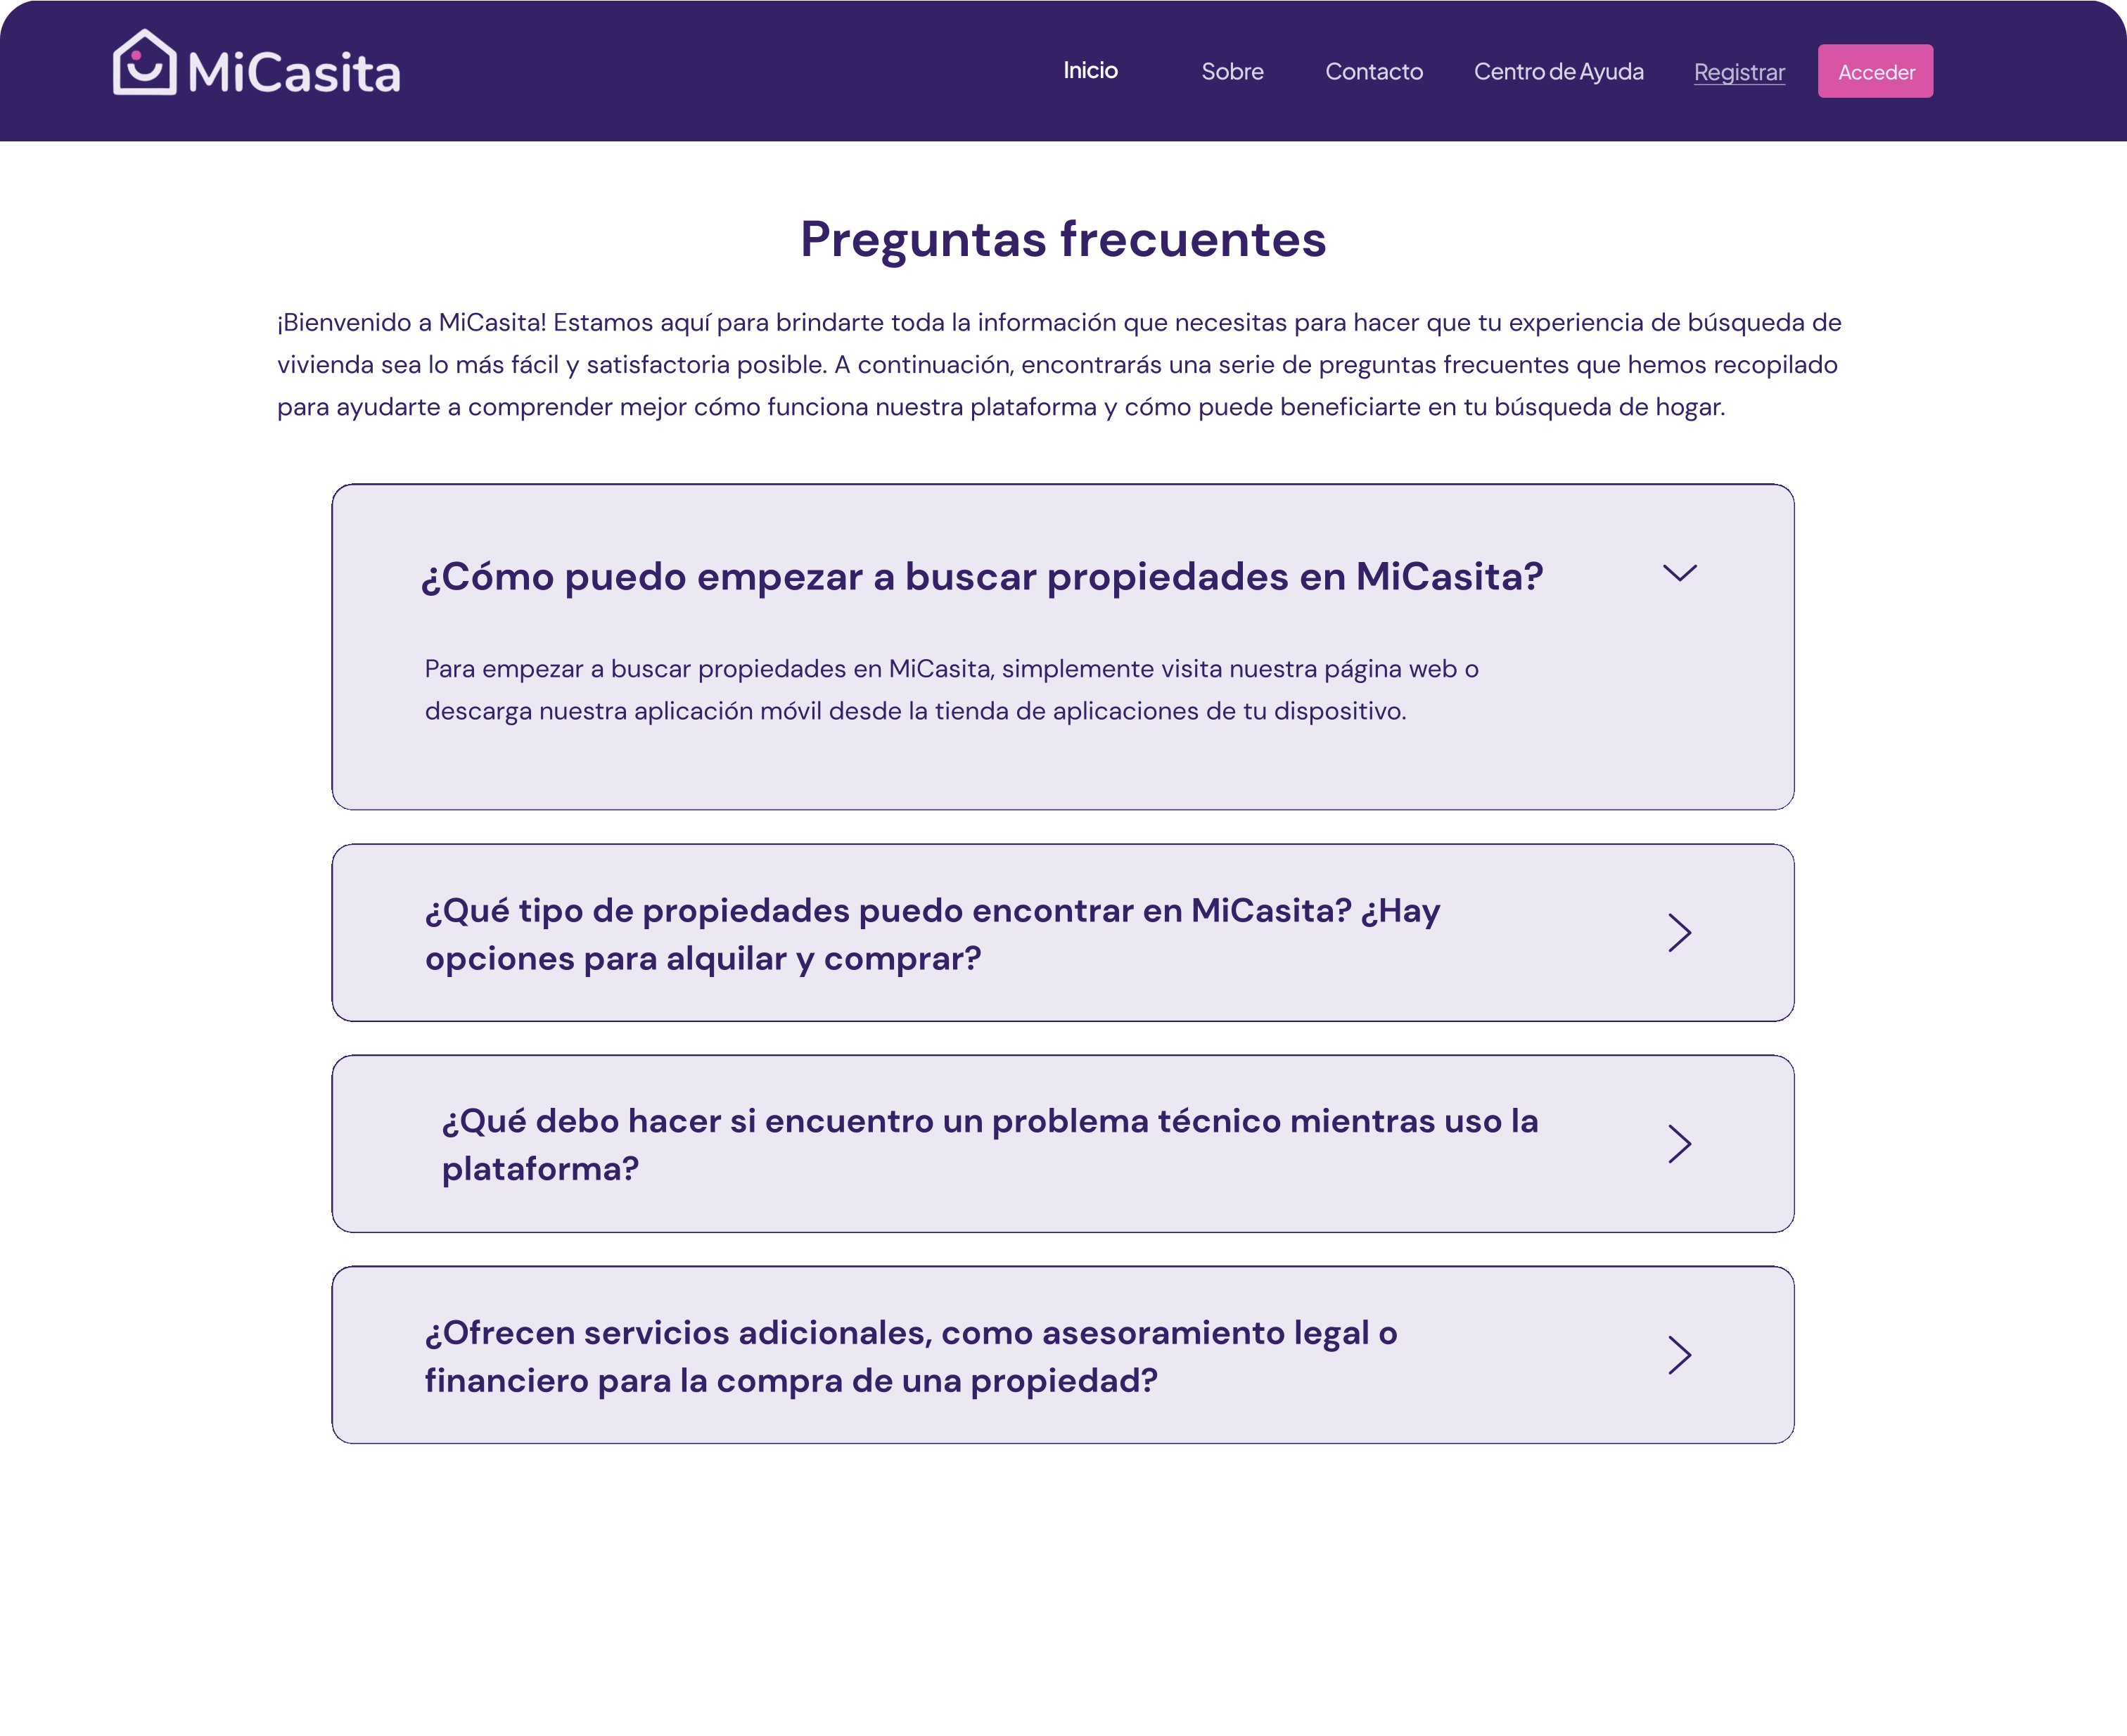 MiCasita
Inicio
Sobre
Contacto
Centro de Ayuda
Registrar
Acceder
Preguntas frecuentes
¡Bienvenido a MiCasita! Estamos aquí para brindarte toda la información que necesitas para hacer que tu experiencia de búsqueda de
vivienda sea lo más fácil y satisfactoria posible. A continuación, encontrarás una serie de preguntas frecuentes que hemos recopilado
para ayudarte a comprender mejor cómo funciona nuestra plataforma y cómo puede beneficiarte en tu búsqueda de hogar.
¿Cómo puedo empezar a buscar propiedades en MiCasita?
Para empezar a buscar propiedades en MiCasita, simplemente visita nuestra página web o
descarga nuestra aplicación móvil desde la tienda de aplicaciones de tu dispositivo.
¿Qué tipo de propiedades puedo encontrar en MiCasita? ¿Hay
opciones para alquilar y comprar?
¿Qué debo hacer si encuentro un problema técnico mientras uso la
plataforma?
¿Ofrecen servicios adicionales, como asesoramiento legal o
financiero para la compra de una propiedad?